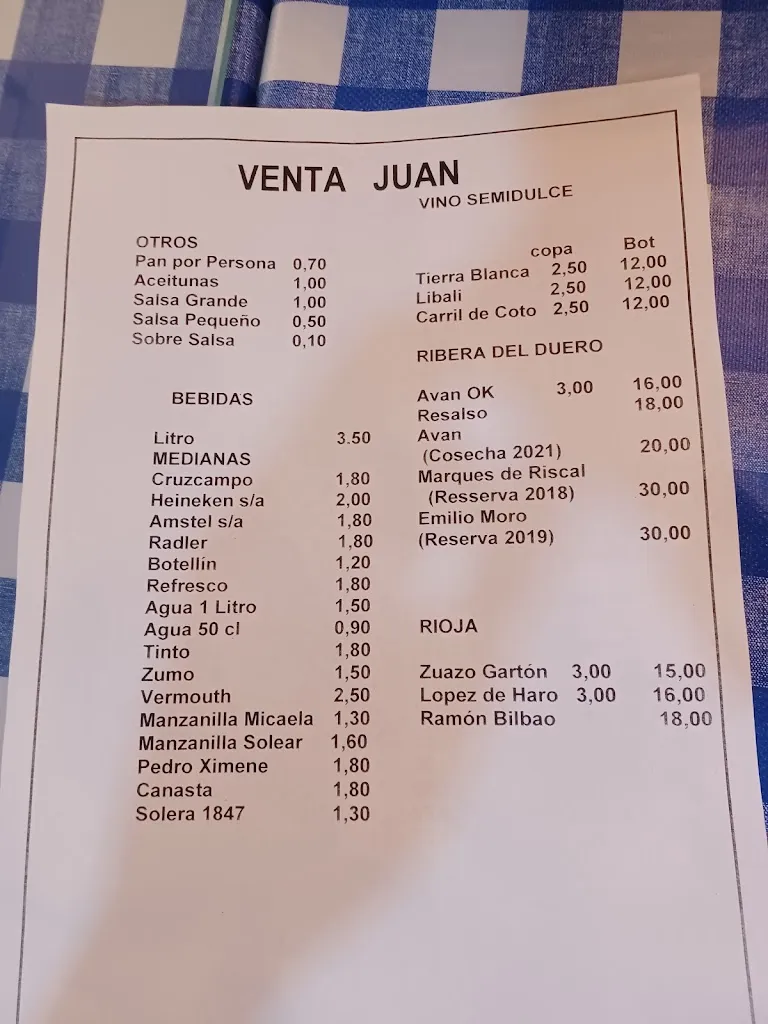 VENTA JUAN
OTROS
Pan por Persona 0,70
Aceitunas 1,00
Salsa Grande 1,00
Salsa Pequeño 0,50
Sobre Salsa 0,10
BEBIDAS
Litro 3.50
MEDIANAS
Cruzcampo 1,80
Heineken s/a 2,00
Amstel s/a 1,80
Radler 1,80
Botellín 1,20
Refresco 1,80
Agua 1 Litro 1,50
Agua 50 cl 0,90
Tinto 1,80
Zumo 1,50
Vermouth 2,50
Manzanilla Micaela 1,30
Manzanilla Solear 1,60
Pedro Ximene 1,80
Canasta 1,80
Solera 1847 1,30
VINO SEMIDULCE
copa Bot
Tierra Blanca 2,50 12,00
Libali 2,50 12,00
Carril de Coto 2,50 12,00
RIBERA DEL DUERO
Avan OK 3,00 16,00
Resalso 18,00
Avan
(Cosecha 2021) 20,00
Marques de Riscal
(Resserva 2018) 30,00
Emilio Moro
(Reserva 2019) 30,00
RIOJA
Zuazo Gartón 3,00 15,00
Lopez de Haro 3,00 16,00
Ramón Bilbao 18,00